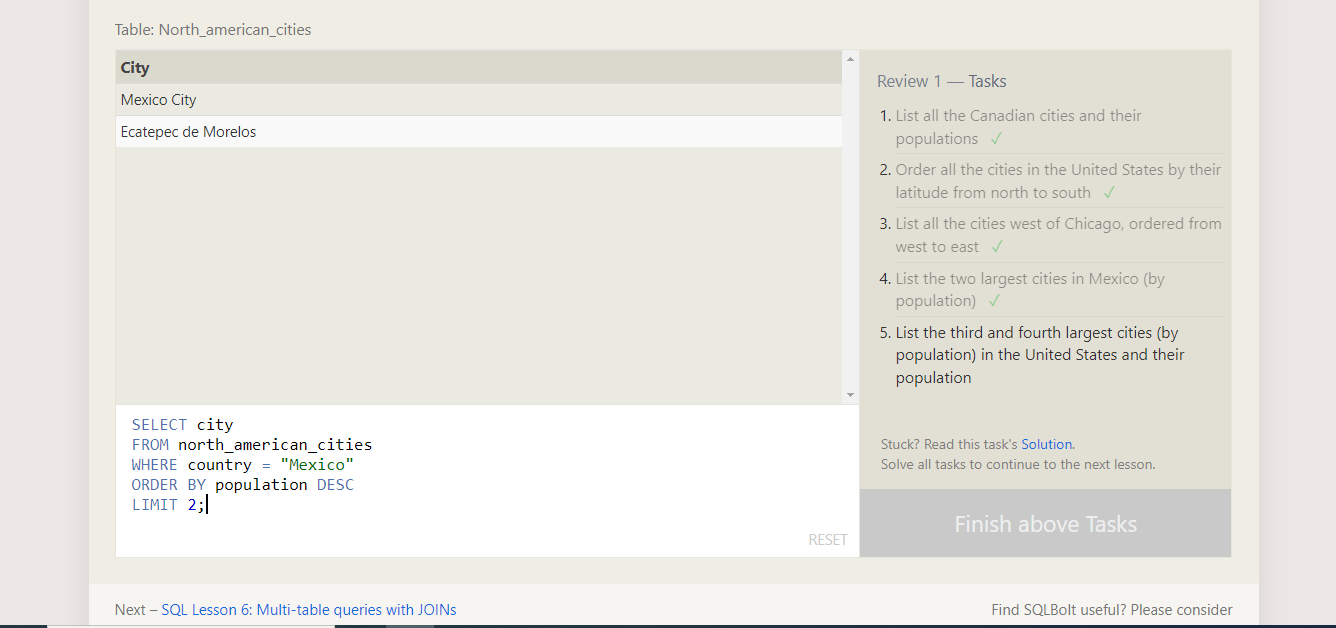 Table: North_american_cities
City
Mexico City
Ecatepec de Morelos
SELECT city
FROM north_american_cities
WHERE country = "Mexico"
ORDER BY population DESC
LIMIT 2;
RESET
Review 1 — Tasks
1. List all the Canadian cities and their
populations ✓
2. Order all the cities in the United States by their
latitude from north to south ✓
3. List all the cities west of Chicago, ordered from
west to east ✓
4. List the two largest cities in Mexico (by
population) ✓
5. List the third and fourth largest cities (by
population) in the United States and their
population
Stuck? Read this task's Solution.
Solve all tasks to continue to the next lesson.
Finish above Tasks
Next – SQL Lesson 6: Multi-table queries with JOINs
Find SQLBolt useful? Please consider